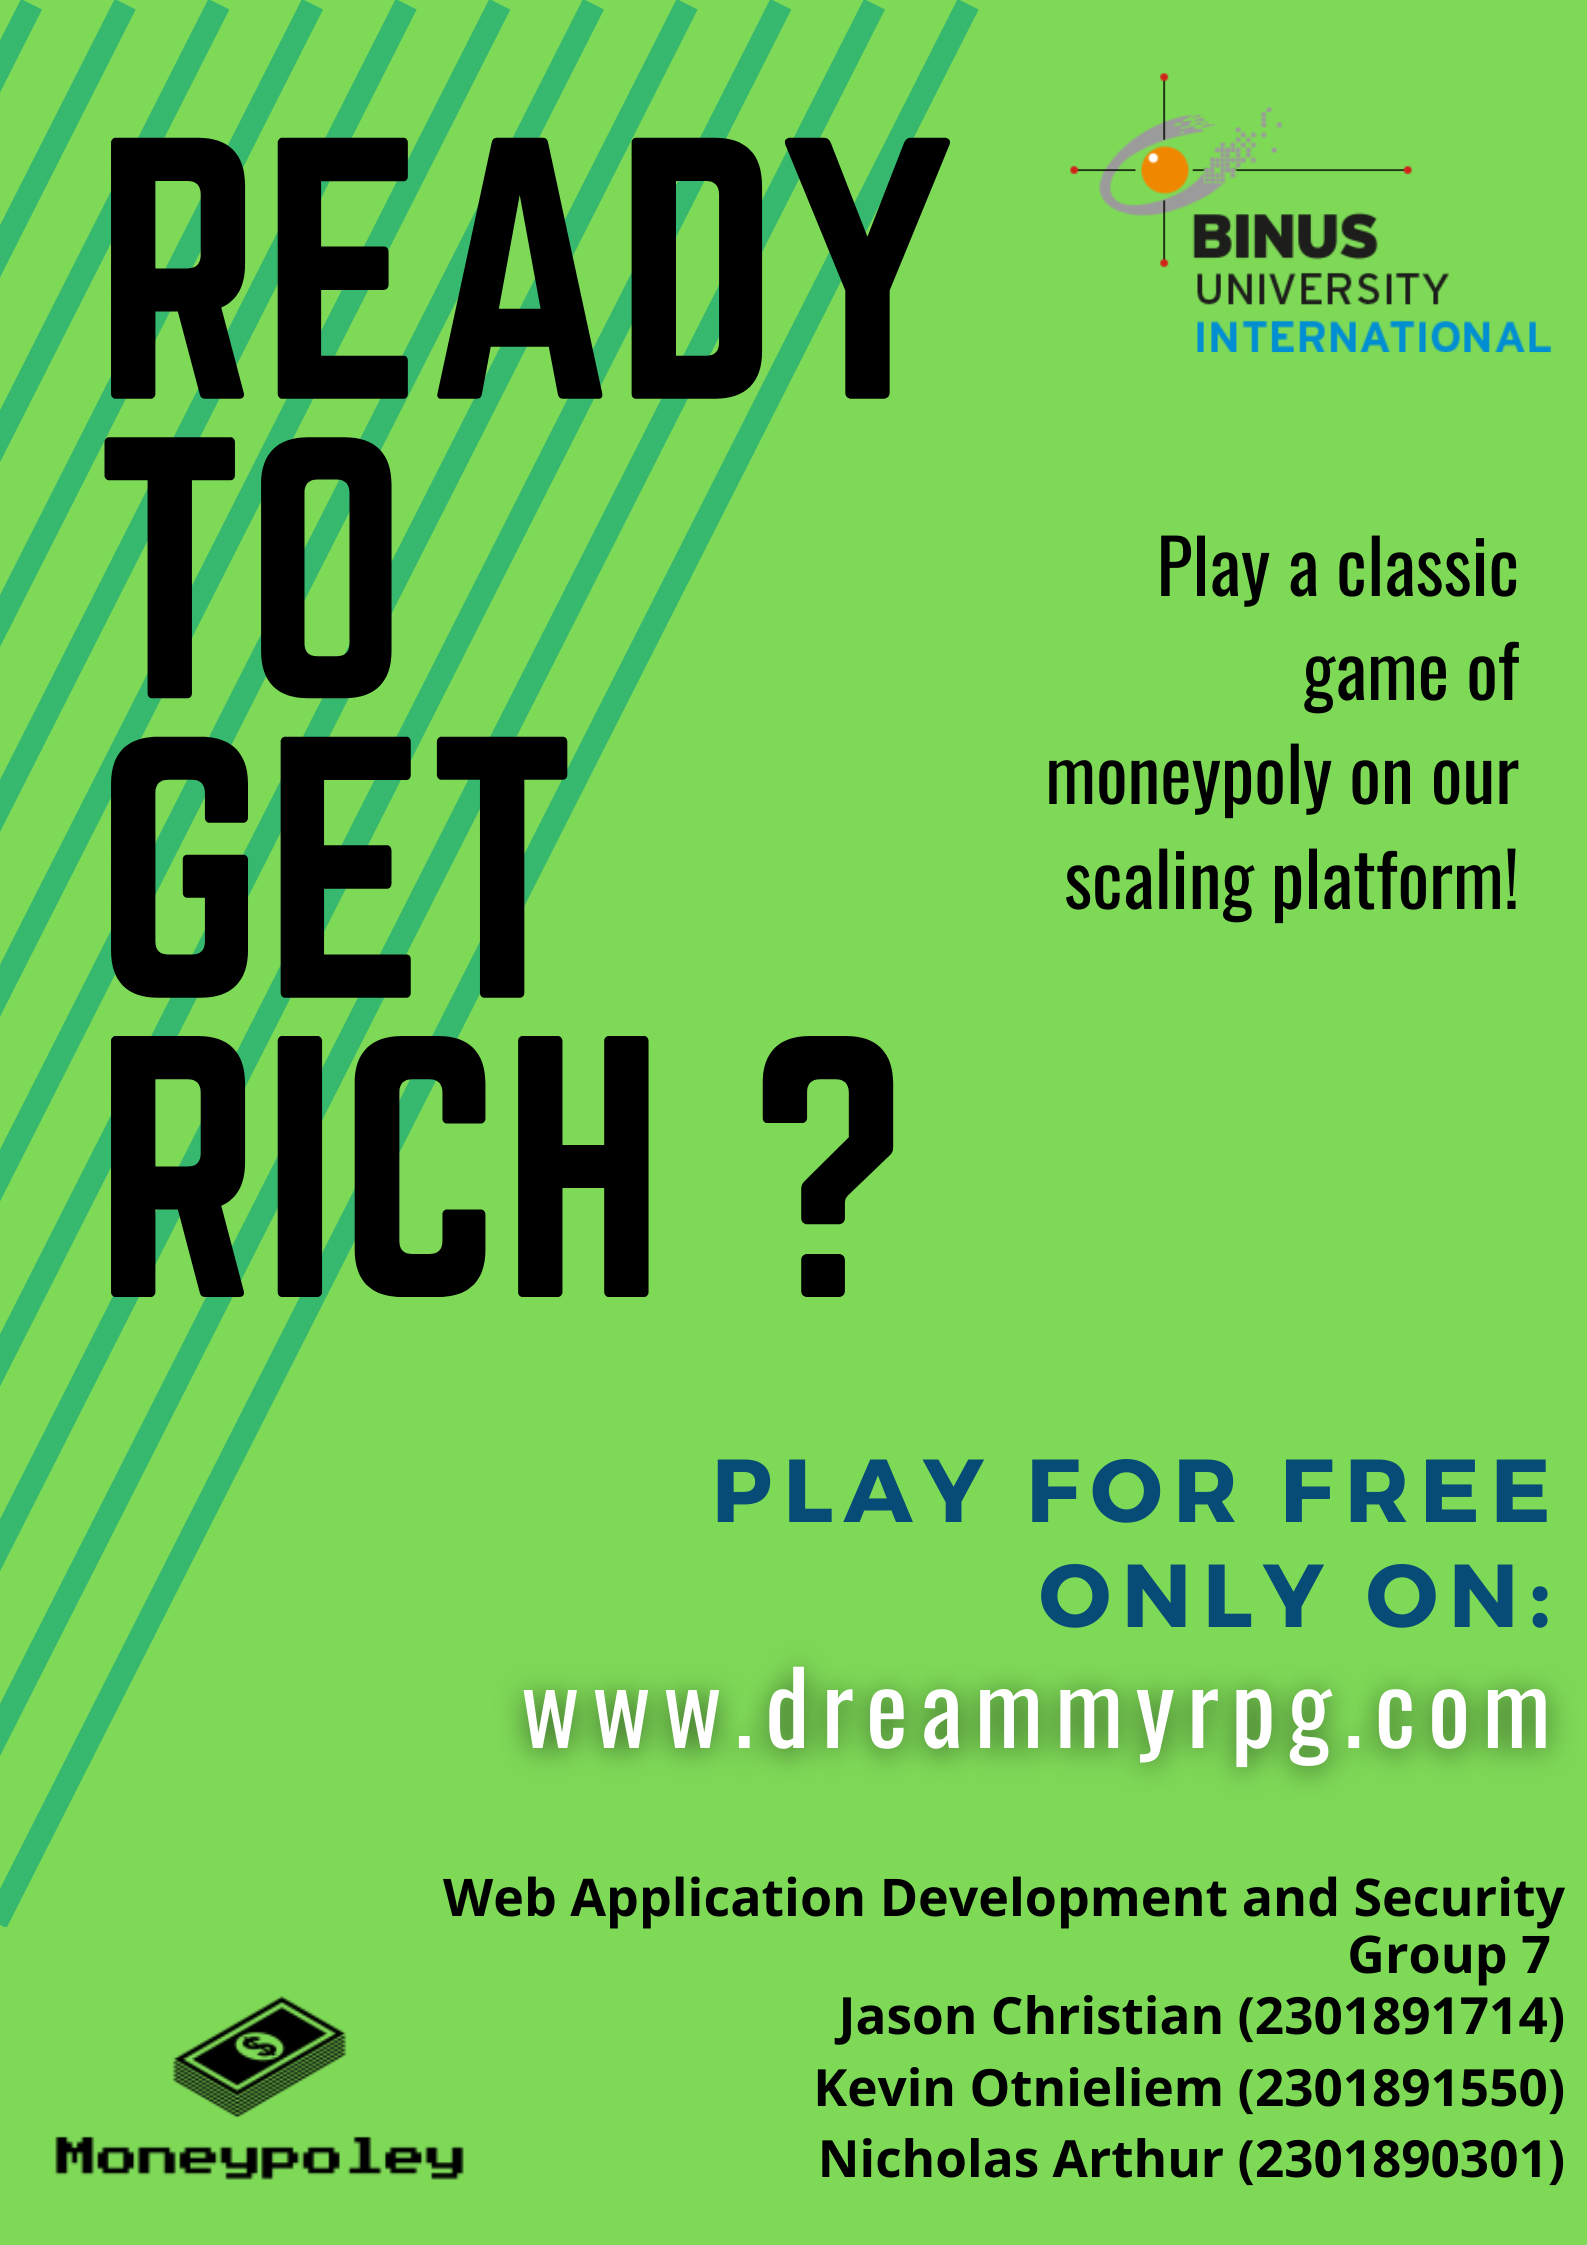 READY
TO
GET
RICH ?
BINUS
UNIVERSITY
INTERNATIONAL
Play a classic
game of
moneypoly on our
scaling platform!
PLAY FOR FREE
ONLY ON:
www.dreammyrpg.com
Web Application Development and Security
Group 7
Jason Christian (2301891714)
Kevin Otnieliem (2301891550)
Nicholas Arthur (2301890301)
$
Moneypoley